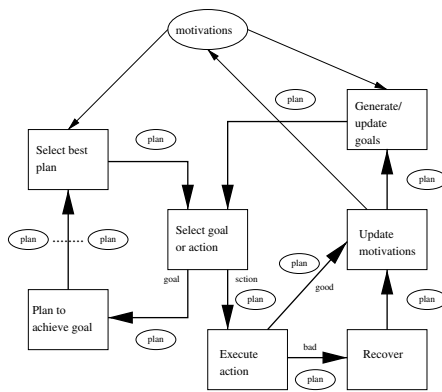 motivations
plan
Generate/
update
goals
plan
Select best
plan
plan
plan
plan
Select goal
or action
Update
motivations
goal
sction
plan
good
plan
plan
Plan to
achieve goal
plan
bad
Execute
action
plan
Recover